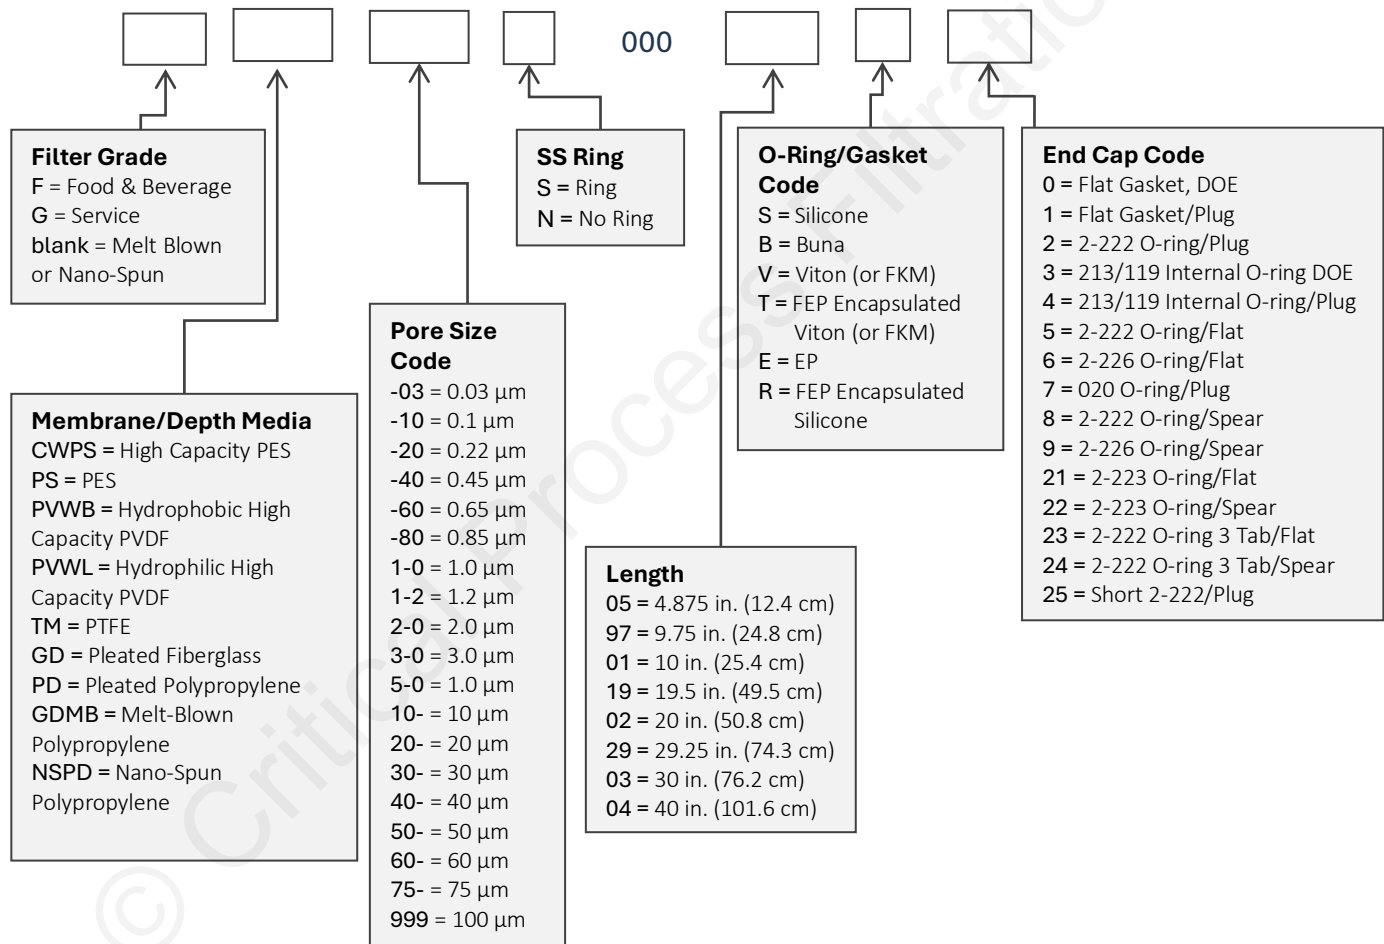 000
Filter Grade
F = Food & Beverage
G = Service
blank = Melt Blown
or Nano-Spun
Membrane/Depth Media
CWPS = High Capacity PES
PS = PES
PVWB = Hydrophobic High
Capacity PVDF
PVWL = Hydrophilic High
Capacity PVDF
TM = PTFE
GD = Pleated Fiberglass
PD = Pleated Polypropylene
GDMB = Melt-Blown
Polypropylene
NSPD = Nano-Spun
Polypropylene
Pore Size
Code
-03 = 0.03 µm
-10 = 0.1 µm
-20 = 0.22 µm
-40 = 0.45 µm
-60 = 0.65 µm
-80 = 0.85 µm
1-0 = 1.0 µm
1-2 = 1.2 µm
2-0 = 2.0 µm
3-0 = 3.0 µm
5-0 = 1.0 µm
10- = 10 µm
20- = 20 µm
30- = 30 µm
40- = 40 µm
50- = 50 µm
60- = 60 µm
75- = 75 µm
999 = 100 µm
SS Ring
S = Ring
N = No Ring
Length
05 = 4.875 in. (12.4 cm)
97 = 9.75 in. (24.8 cm)
01 = 10 in. (25.4 cm)
19 = 19.5 in. (49.5 cm)
02 = 20 in. (50.8 cm)
29 = 29.25 in. (74.3 cm)
03 = 30 in. (76.2 cm)
04 = 40 in. (101.6 cm)
O-Ring/Gasket
Code
S = Silicone
B = Buna
V = Viton (or FKM)
T = FEP Encapsulated
Viton (or FKM)
E = EP
R = FEP Encapsulated
Silicone
End Cap Code
0 = Flat Gasket, DOE
1 = Flat Gasket/Plug
2 = 2-222 O-ring/Plug
3 = 213/119 Internal O-ring DOE
4 = 213/119 Internal O-ring/Plug
5 = 2-222 O-ring/Flat
6 = 2-226 O-ring/Flat
7 = 020 O-ring/Plug
8 = 2-222 O-ring/Spear
9 = 2-226 O-ring/Spear
21 = 2-223 O-ring/Flat
22 = 2-223 O-ring/Spear
23 = 2-222 O-ring 3 Tab/Flat
24 = 2-222 O-ring 3 Tab/Spear
25 = Short 2-222/Plug
© Critical Process FIltratio